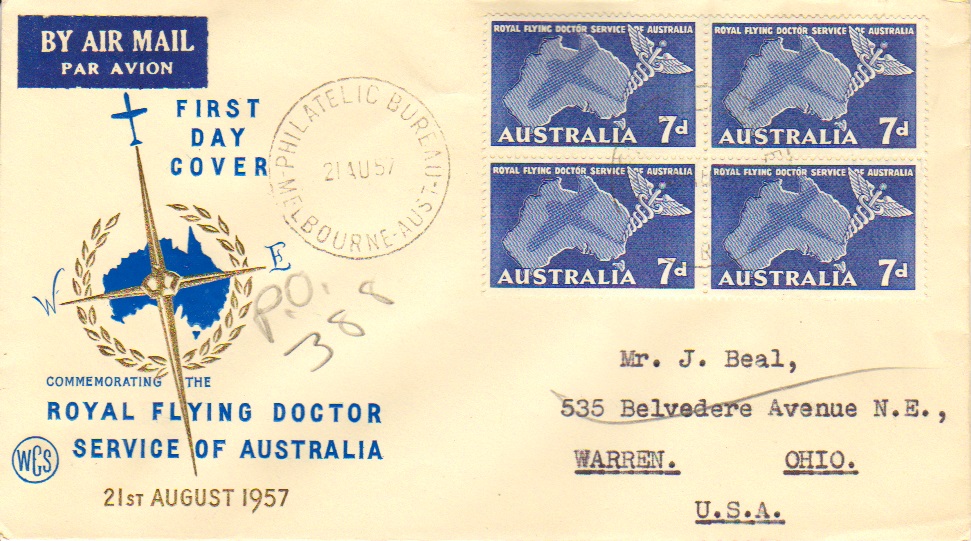 BY AIR MAIL
PAR AVION
FIRST
DAY
COVER
W
E
COMMEMORATING THE
ROYAL FLYING DOCTOR
SERVICE OF AUSTRALIA
WCS
21ST AUGUST 1957
PHILATELIC BUREAU
21 AU 57
MELBOURNE-AUST
P.O.
388
ROYAL FLYING DOCTOR SERVICE OF AUSTRALIA
AUSTRALIA 7d
ROYAL FLYING DOCTOR SERVICE OF AUSTRALIA
AUSTRALIA 7d
ROYAL FLYING DOCTOR SERVICE OF AUSTRALIA
AUSTRALIA 7d
ROYAL FLYING DOCTOR SERVICE OF AUSTRALIA
AUSTRALIA 7d
Mr. J. Beal,
535 Belvedere Avenue N.E.,
WARREN. OHIO.
U.S.A.